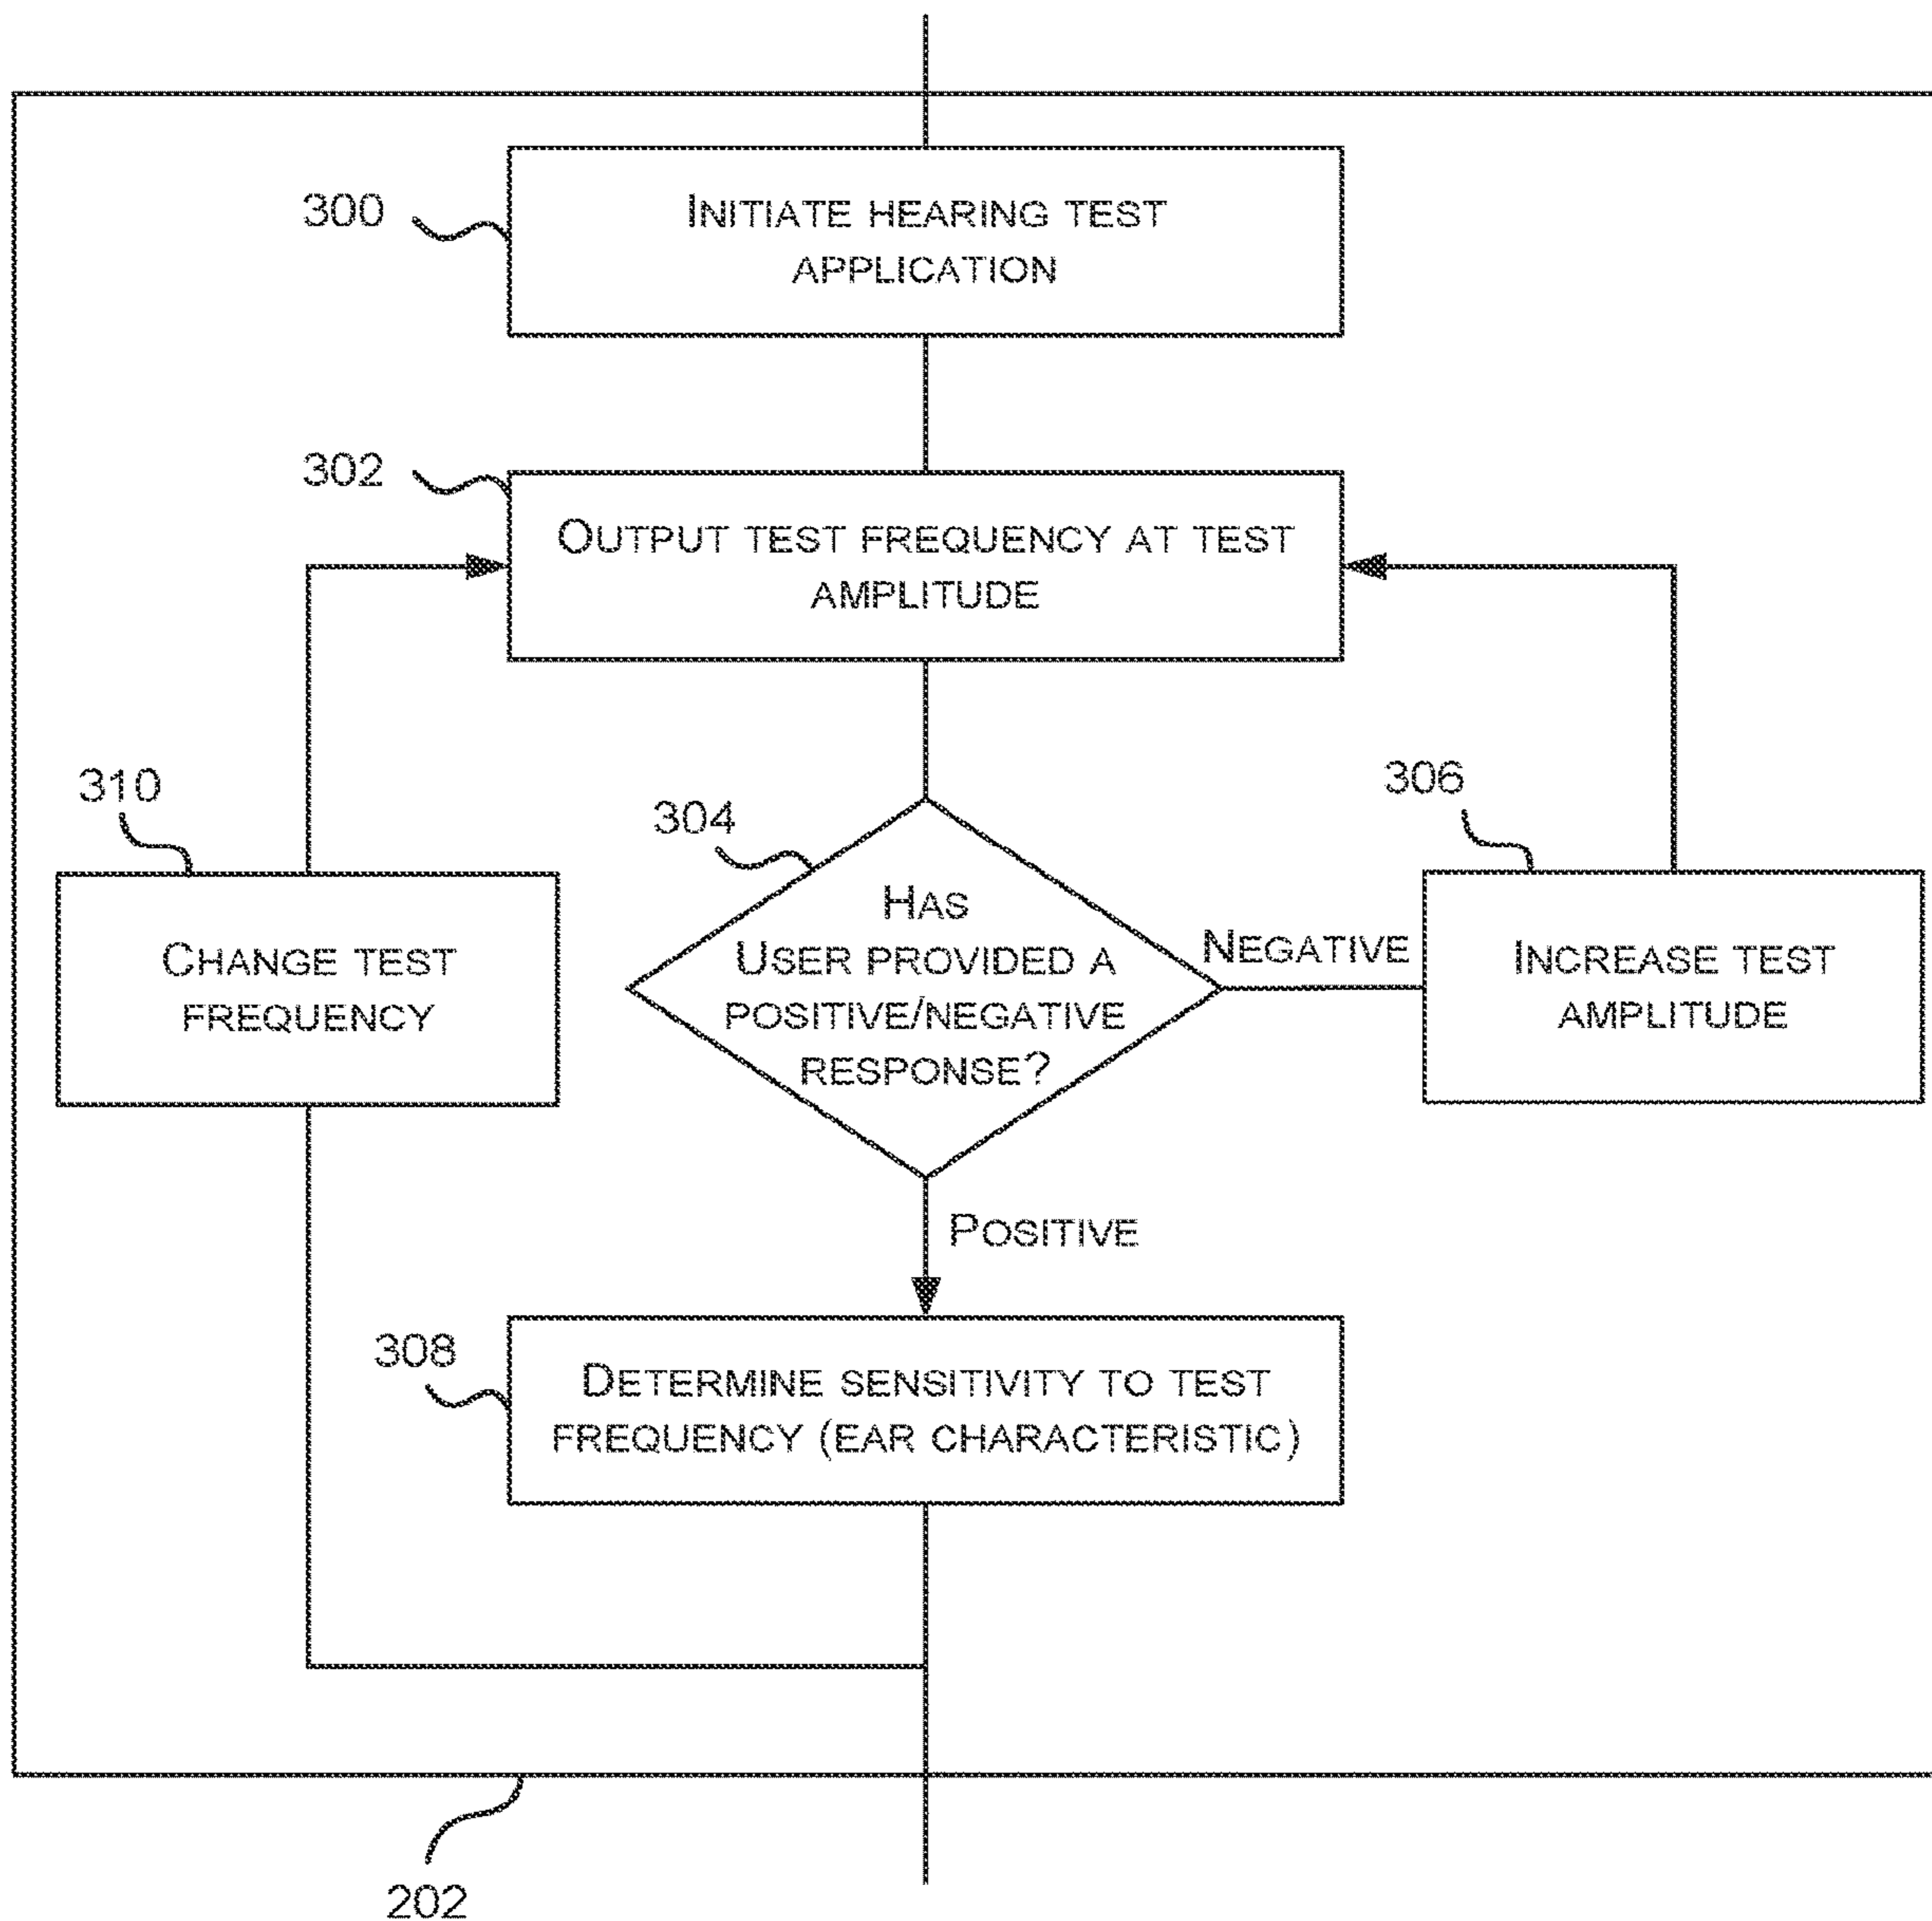 300
INITIATE HEARING TEST
APPLICATION
302
OUTPUT TEST FREQUENCY AT TEST
AMPLITUDE
310
CHANGE TEST
FREQUENCY
304
HAS
USER PROVIDED A
POSITIVE/NEGATIVE
RESPONSE?
NEGATIVE
306
INCREASE TEST
AMPLITUDE
POSITIVE
308
DETERMINE SENSITIVITY TO TEST
FREQUENCY (EAR CHARACTERISTIC)
202